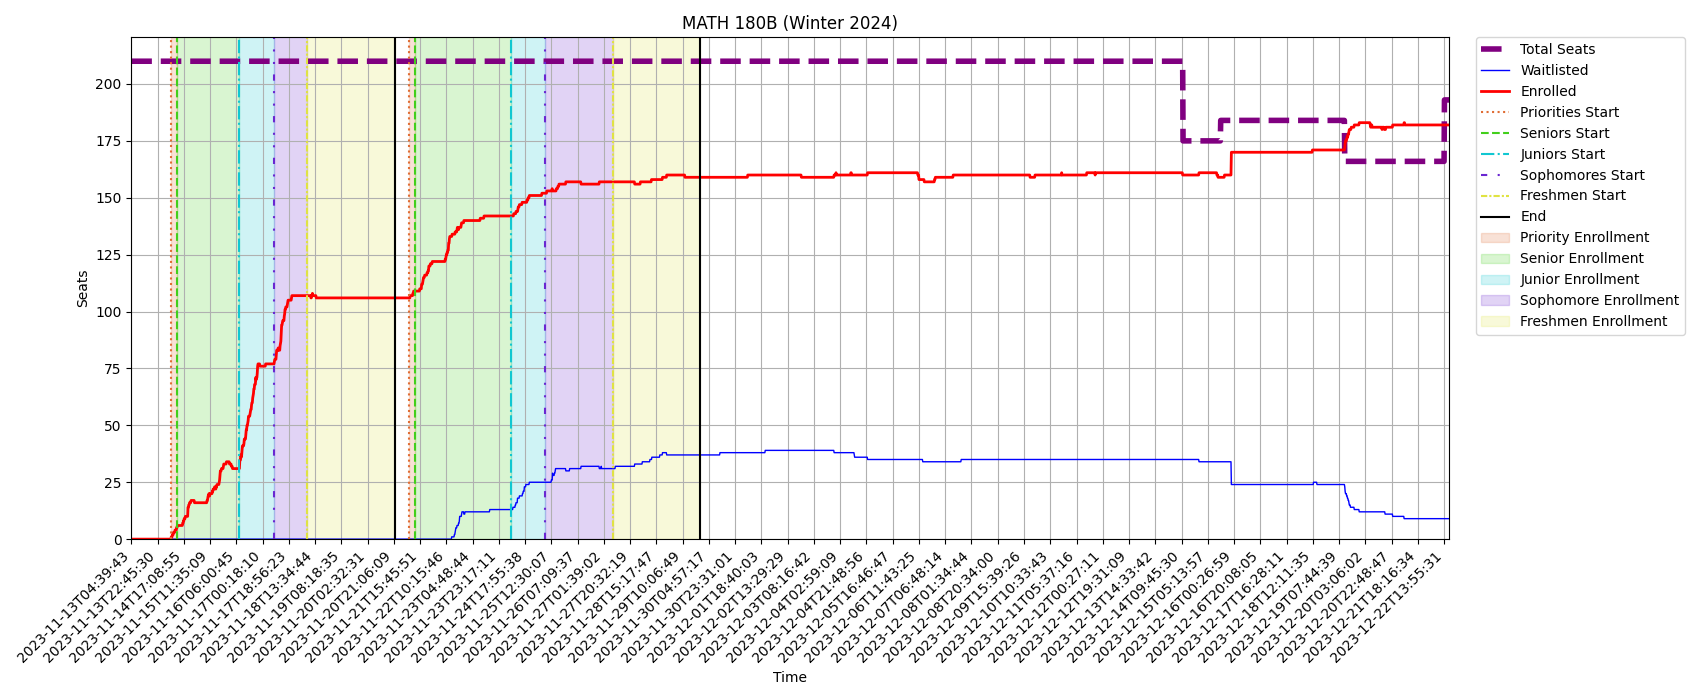 MATH 180B (Winter 2024)
Seats
200
175
150
125
100
75
50
25
0
2023-11-13T04:39:43
2023-11-13T22:45:30
2023-11-14T17:08:55
2023-11-15T11:35:09
2023-11-16T06:00:45
2023-11-17T00:18:10
2023-11-17T18:56:23
2023-11-18T13:34:44
2023-11-19T08:18:35
2023-11-20T02:32:31
2023-11-20T21:06:09
2023-11-21T15:45:51
2023-11-22T10:15:46
2023-11-23T04:48:44
2023-11-23T23:17:11
2023-11-24T17:55:38
2023-11-25T12:30:07
2023-11-26T07:09:37
2023-11-27T01:39:02
2023-11-27T20:32:19
2023-11-28T15:17:47
2023-11-29T10:06:49
2023-11-30T04:57:17
2023-11-30T23:31:01
2023-12-01T18:40:03
2023-12-02T13:29:29
2023-12-03T08:16:42
2023-12-04T02:59:09
2023-12-04T21:48:56
2023-12-05T16:46:47
2023-12-06T11:43:25
2023-12-07T06:48:14
2023-12-08T01:34:44
2023-12-08T20:34:00
2023-12-09T15:39:26
2023-12-10T10:33:43
2023-12-11T05:37:16
2023-12-12T00:27:11
2023-12-12T19:31:09
2023-12-13T14:33:42
2023-12-14T09:45:30
2023-12-15T05:13:57
2023-12-16T00:26:59
2023-12-16T20:08:05
2023-12-17T16:28:11
2023-12-18T12:11:35
2023-12-19T07:44:39
2023-12-20T03:06:02
2023-12-20T22:48:47
2023-12-21T18:16:34
2023-12-22T13:55:31
Time
Total Seats
Waitlisted
Enrolled
Priorities Start
Seniors Start
Juniors Start
Sophomores Start
Freshmen Start
End
Priority Enrollment
Senior Enrollment
Junior Enrollment
Sophomore Enrollment
Freshmen Enrollment